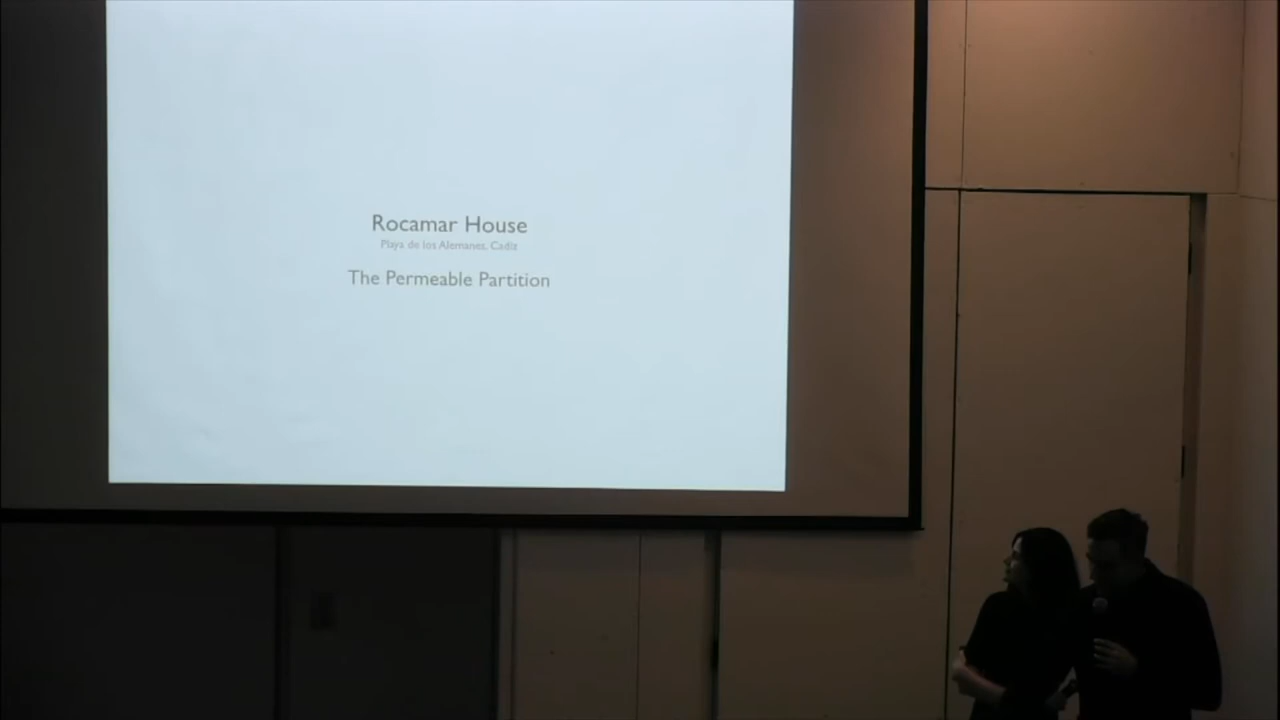 Rocamar House
Playa de los Alemanes, Cadiz
The Permeable Partition